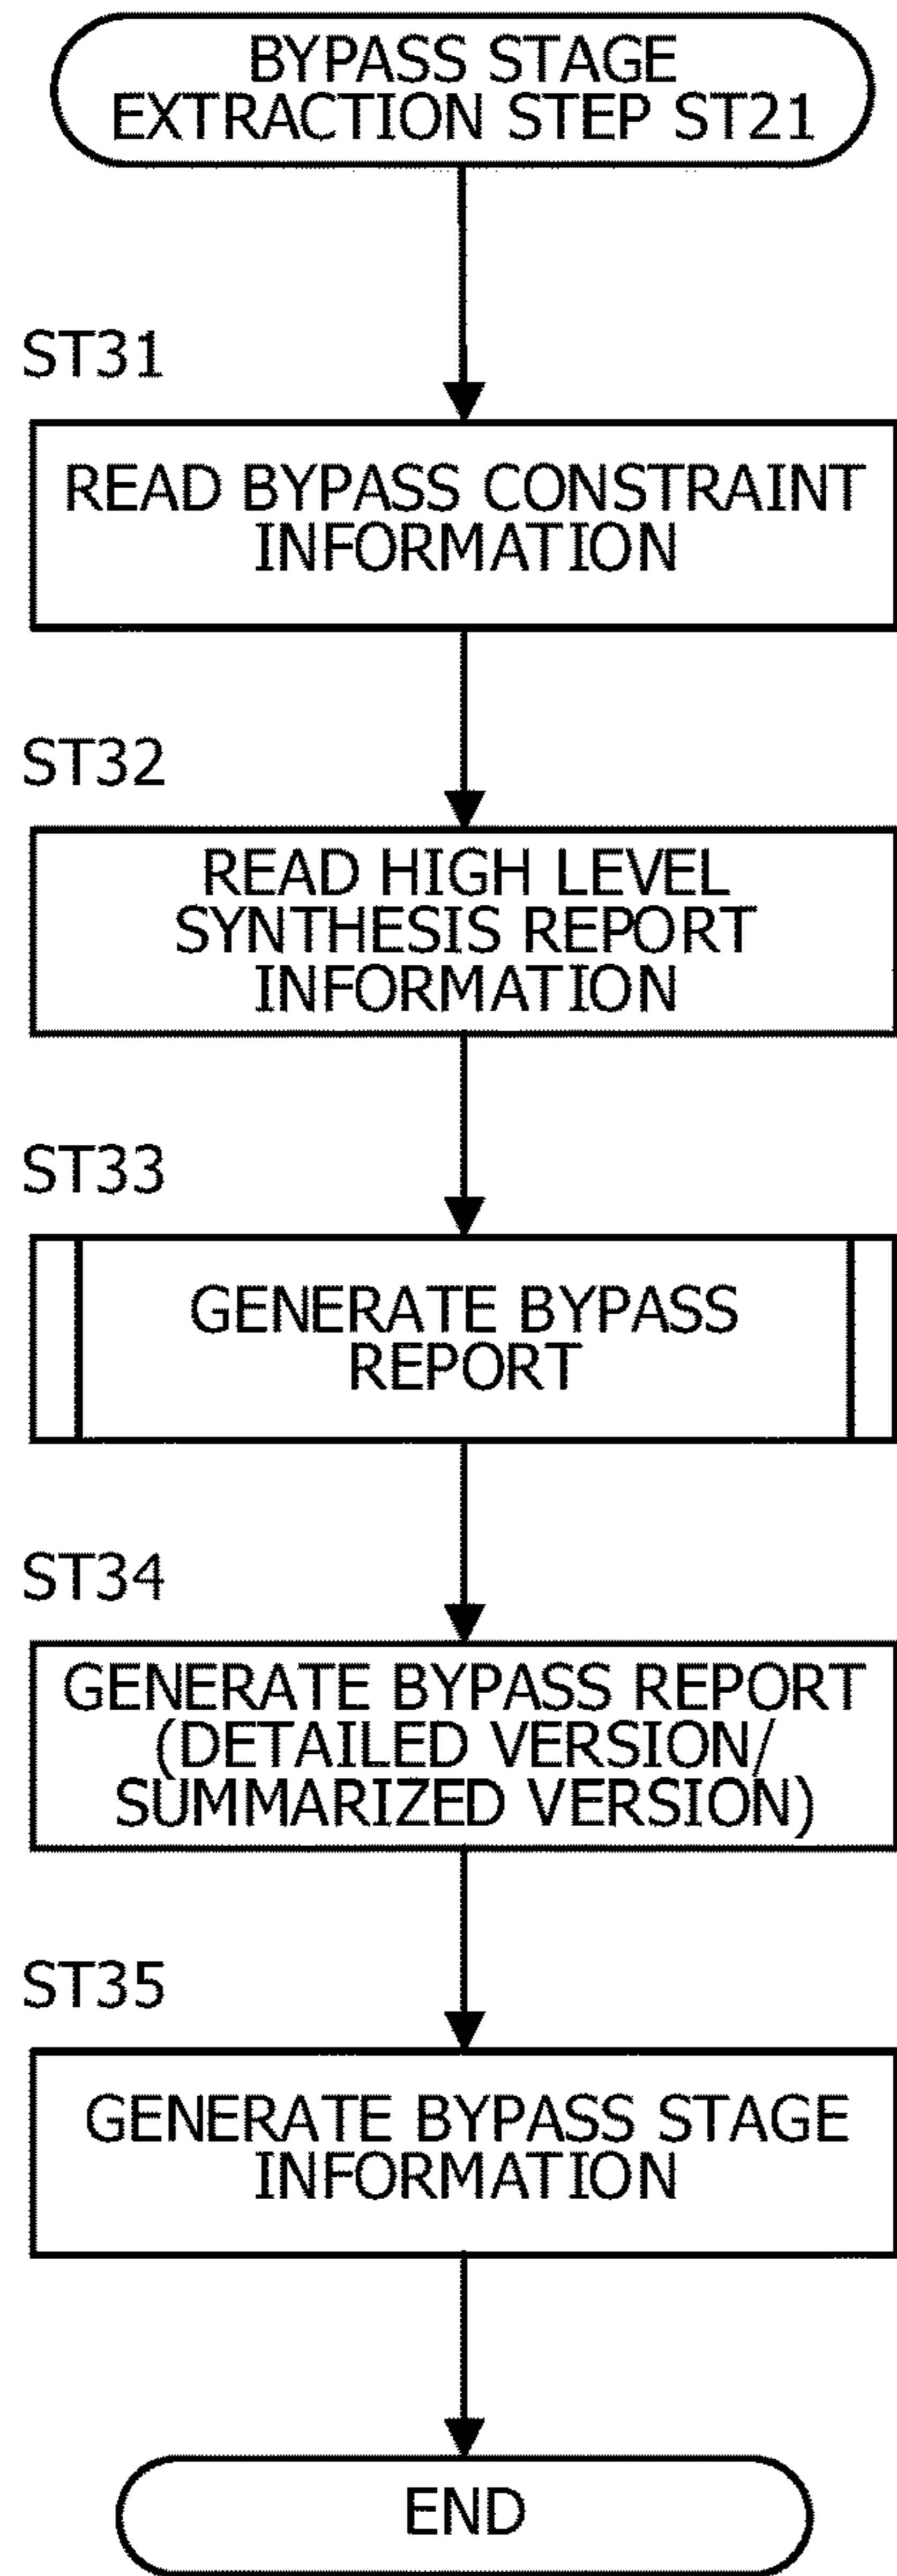 BYPASS STAGE
EXTRACTION STEP ST21
ST31
READ BYPASS CONSTRAINT
INFORMATION
ST32
READ HIGH LEVEL
SYNTHESIS REPORT
INFORMATION
ST33
GENERATE BYPASS
REPORT
ST34
GENERATE BYPASS REPORT
(DETAILED VERSION/
SUMMARIZED VERSION)
ST35
GENERATE BYPASS STAGE
INFORMATION
END